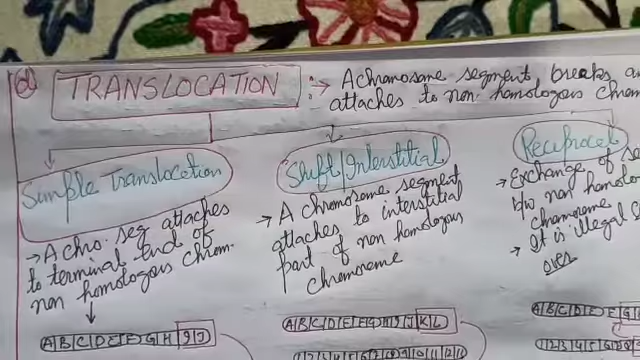 d) TRANSLOCATION :- A chromosome segment, breaks an
attaches to non. homologous chrom
Simple Translocation
→ A chro. seg attaches
to terminal end of
non homologous chrom.
Shift/Interstitial
→ A chromosome segment
attaches to interstitial
part of non homologous
chromosome
Reciprocal
→ Exchange of se
b/w non homolo
chromosome
→ It is illegal C
over
A B C D E F G H I J
A B C D E F G H I J K L
A B C D E F G